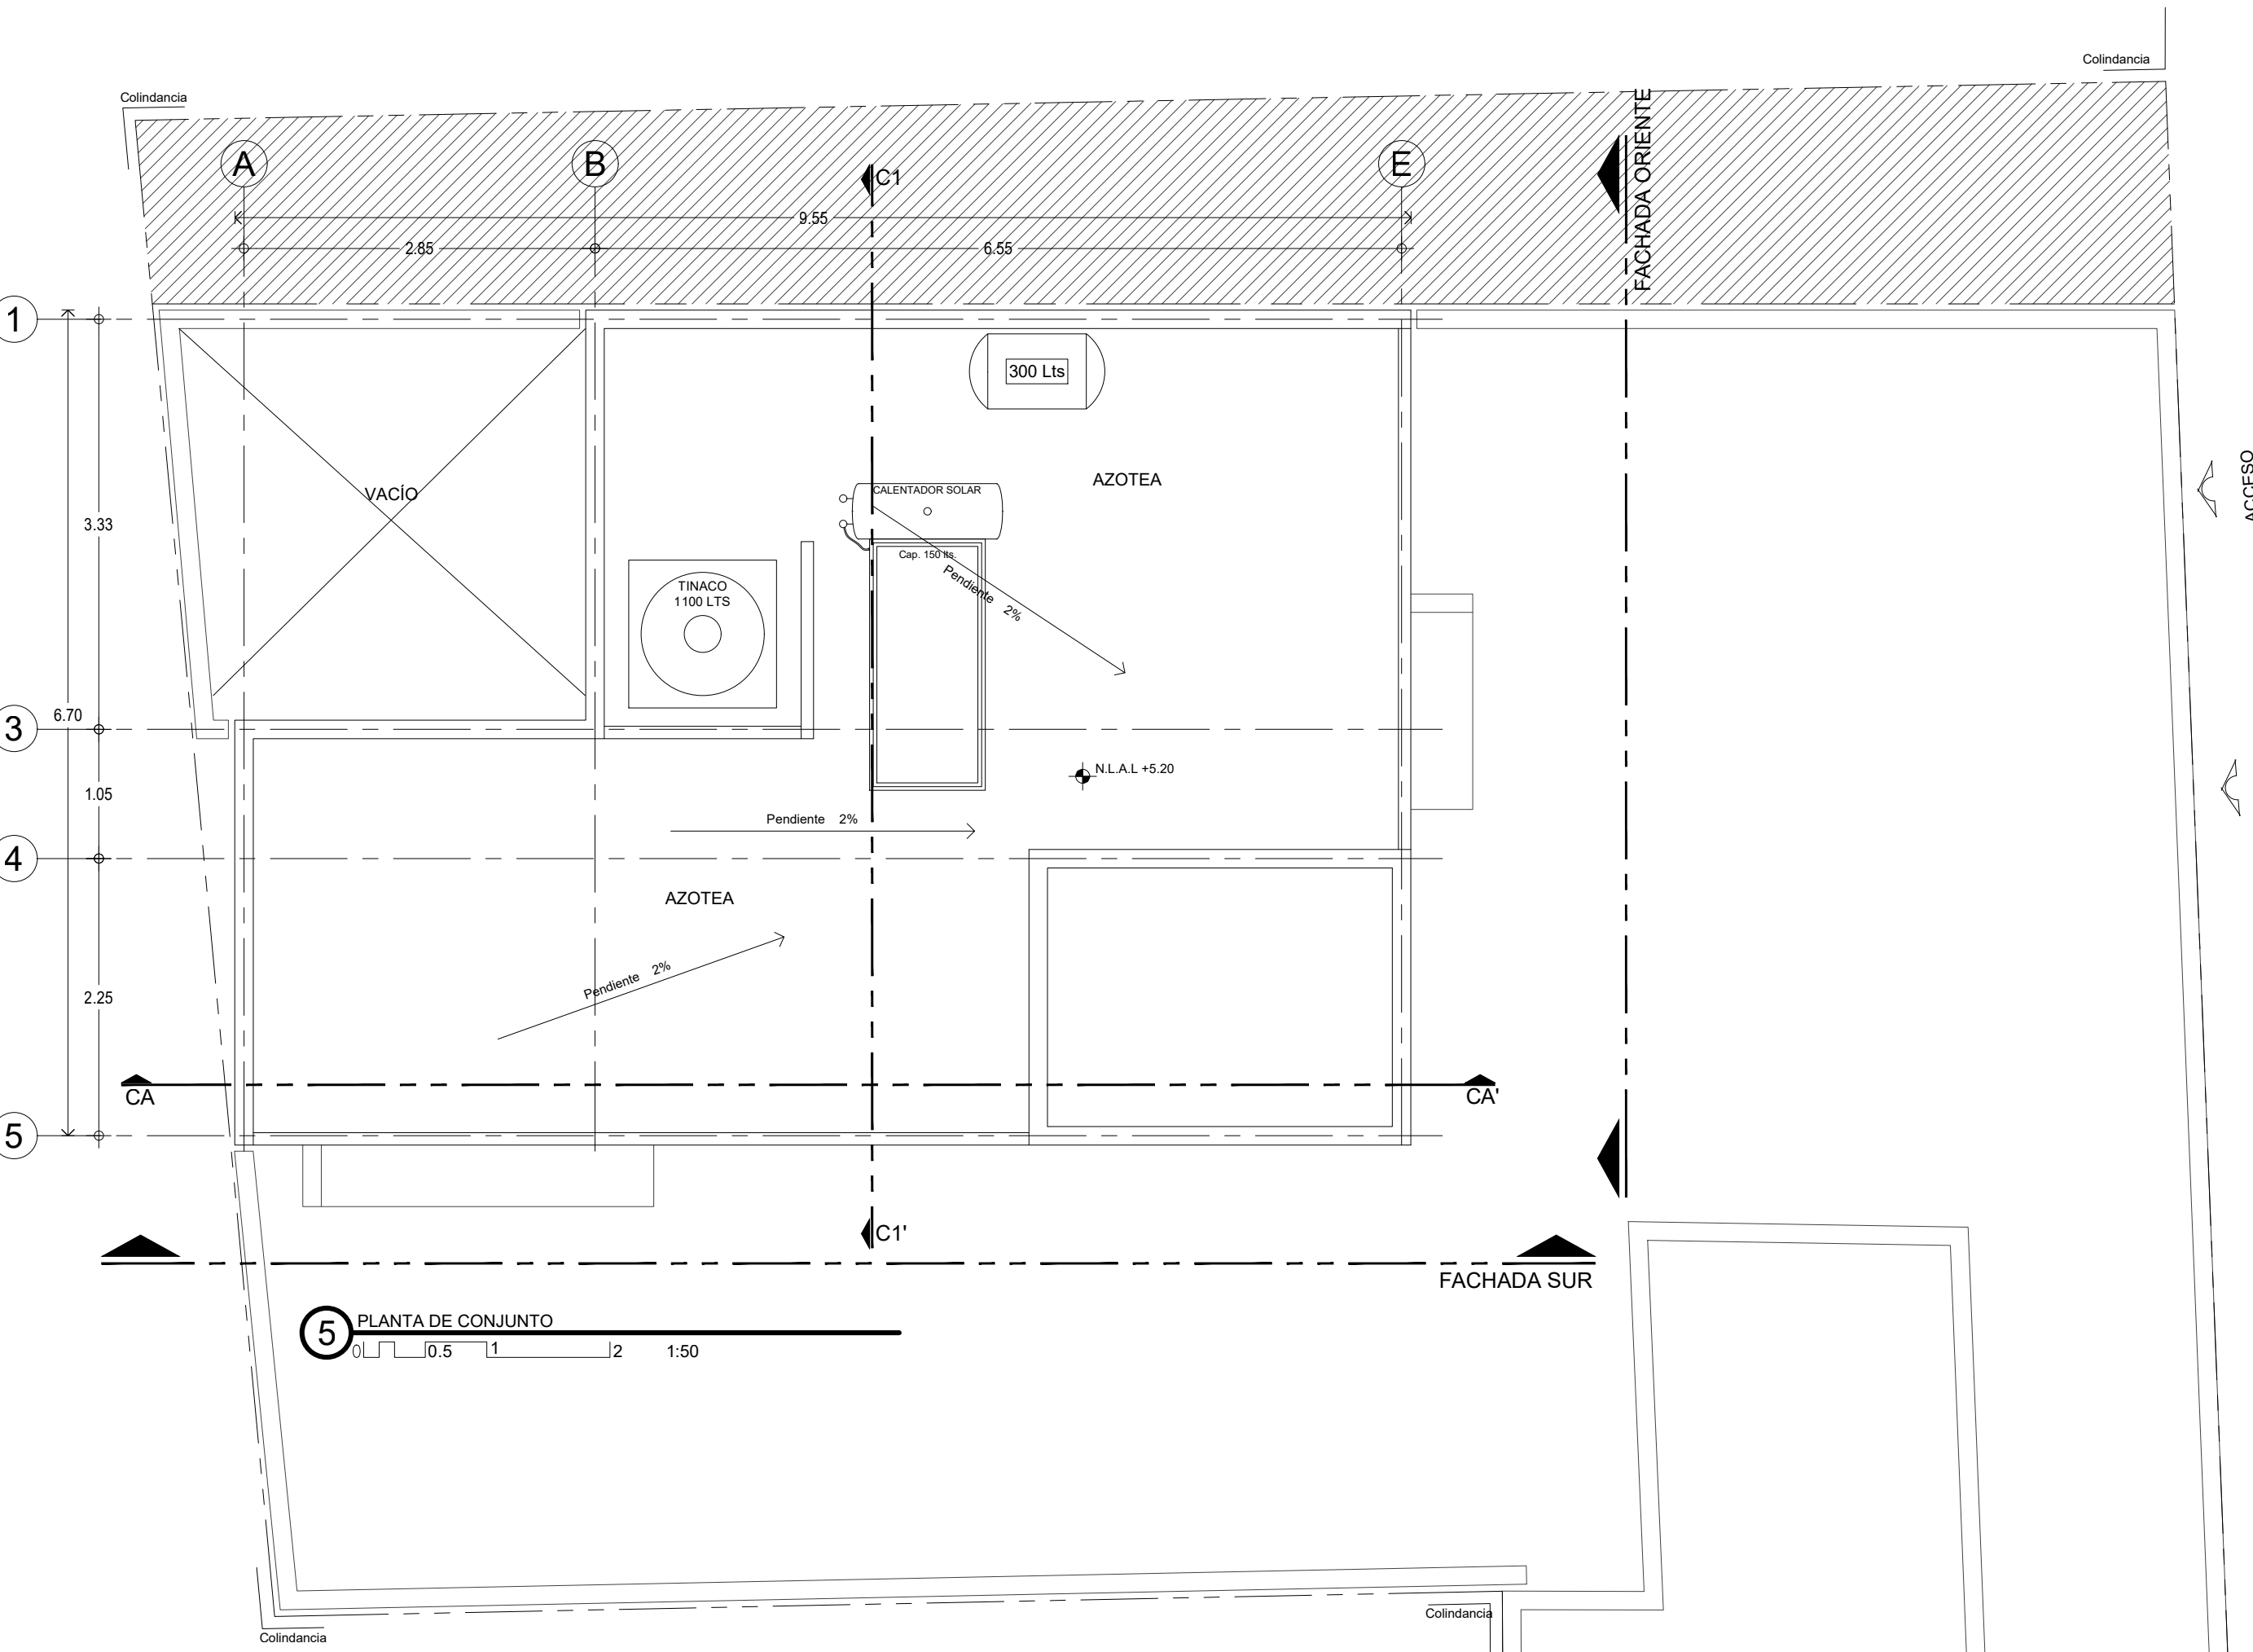 Colindancia
Colindancia
A
B
E
C1
FACHADA ORIENTE
9.55
2.85
6.55
1
300 Lts
ACCESO
AZOTEA
VACÍO
CALENTADOR SOLAR
3.33
Cap. 150 lts.
Pendiente 2%
TINACO
1100 LTS
6.70
3
N.L.A.L +5.20
1.05
Pendiente 2%
4
AZOTEA
Pendiente 2%
2.25
CA
CA'
5
C1'
FACHADA SUR
5
PLANTA DE CONJUNTO
0 0.5 1 2 1:50
Colindancia
Colindancia